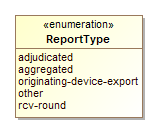 «enumeration»
ReportType
adjudicated
aggregated
originating-device-export
other
rcv-round